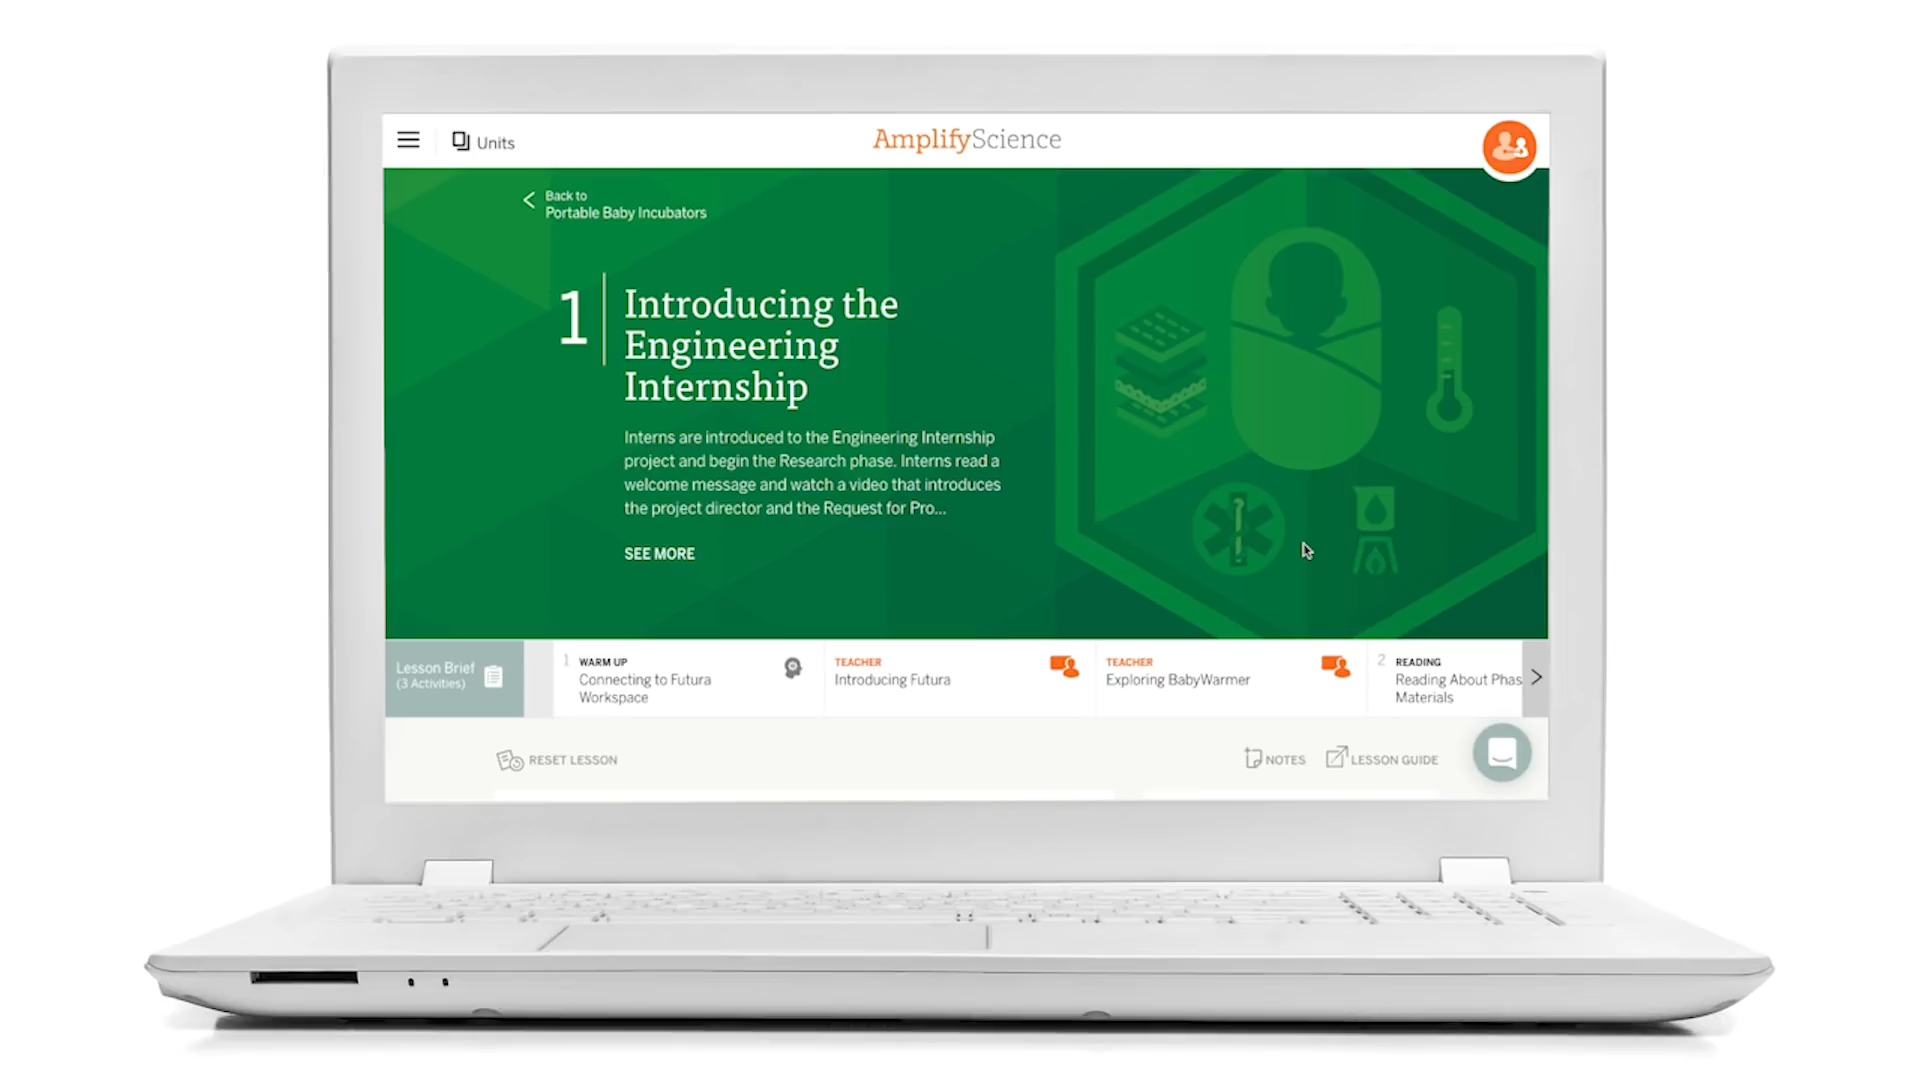 Units
AmplifyScience
Back to
Portable Baby Incubators
1
Introducing the
Engineering
Internship
Interns are introduced to the Engineering Internship
project and begin the Research phase. Interns read a
welcome message and watch a video that introduces
the project director and the Request for Pro...
SEE MORE
Lesson Brief
(3 Activities)
1 WARM UP
Connecting to Futura
Workspace
TEACHER
Introducing Futura
TEACHER
Exploring BabyWarmer
2 READING
Reading About Phas
Materials
RESET LESSON
NOTES
LESSON GUIDE